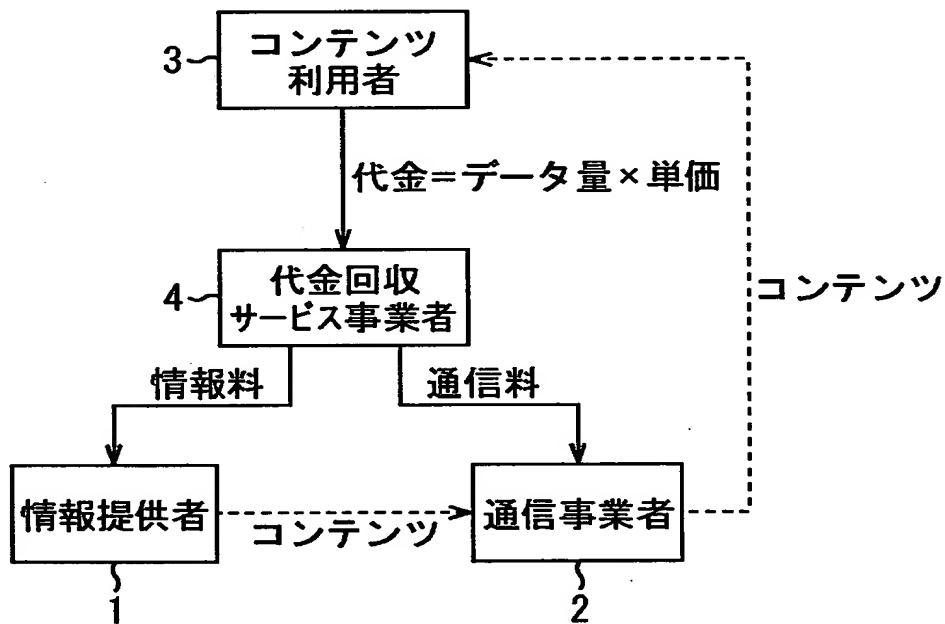 3
コンテンツ
利用者
代金=データ量×単価
4
代金回収
サービス事業者
コンテンツ
情報料
通信料
情報提供者
コンテンツ
通信事業者
1
2